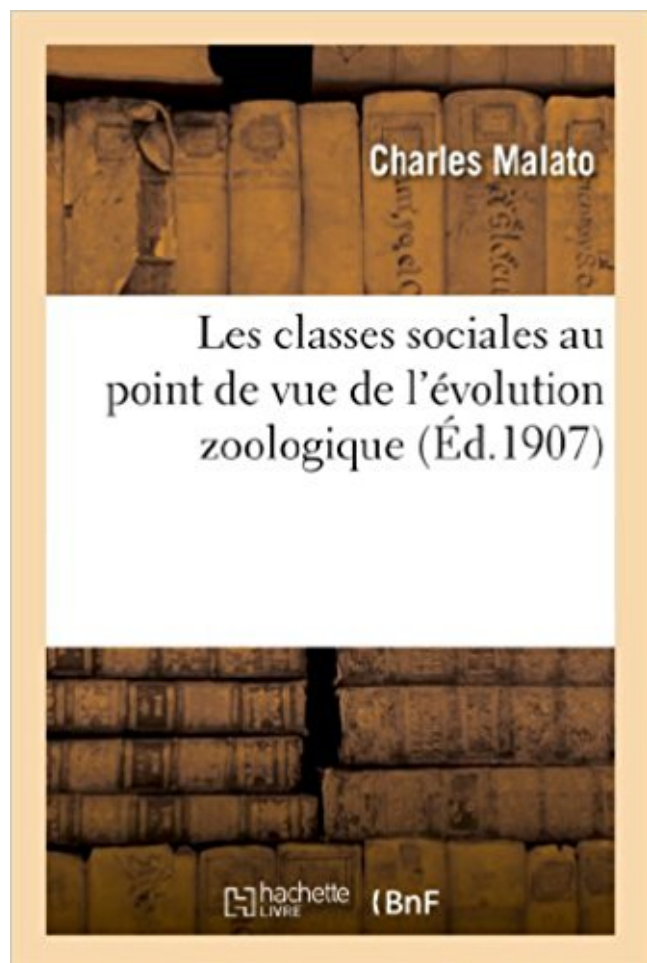 Charles Malato
Les classes sociales au
point de vue de l'évolution
zoologique (Éd.1907)
hachette
LIVRE
(BnF